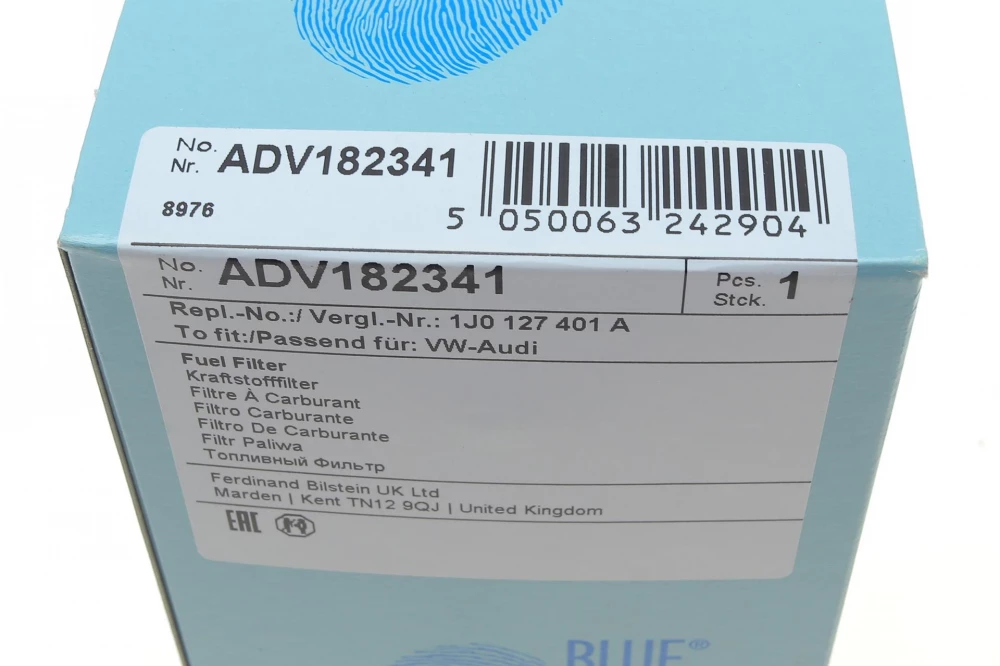 No.
Nr. ADV182341
8976
5 050063 242904
No.
Nr. ADV182341
Pcs.
Stck. 1
Repl.-No.:/ Vergl.-Nr.: 1J0 127 401 A
To fit:/Passend für: VW-Audi
Fuel Filter
Kraftstofffilter
Filtre À Carburant
Filtro Carburante
Filtro De Carburante
Filtr Paliwa
Топливный Фильтр
Ferdinand Bilstein UK Ltd
Marden | Kent TN12 9QJ | United Kingdom
EAC
BLUE®